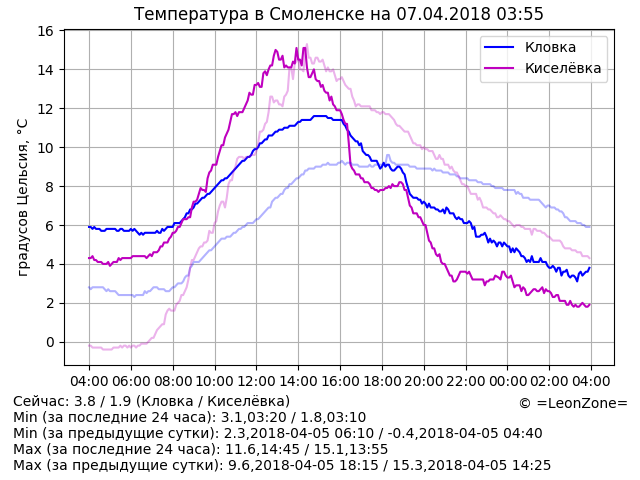 Температура в Смоленске на 07.04.2018 03:55
градусов Цельсия, °C
16
14
12
10
8
6
4
2
0
Кловка
Киселёвка
04:00 06:00 08:00 10:00 12:00 14:00 16:00 18:00 20:00 22:00 00:00 02:00 04:00
Сейчас: 3.8 / 1.9 (Кловка / Киселёвка)
© =LeonZone=
Min (за последние 24 часа): 3.1,03:20 / 1.8,03:10
Min (за предыдущие сутки): 2.3,2018-04-05 06:10 / -0.4,2018-04-05 04:40
Max (за последние 24 часа): 11.6,14:45 / 15.1,13:55
Max (за предыдущие сутки): 9.6,2018-04-05 18:15 / 15.3,2018-04-05 14:25